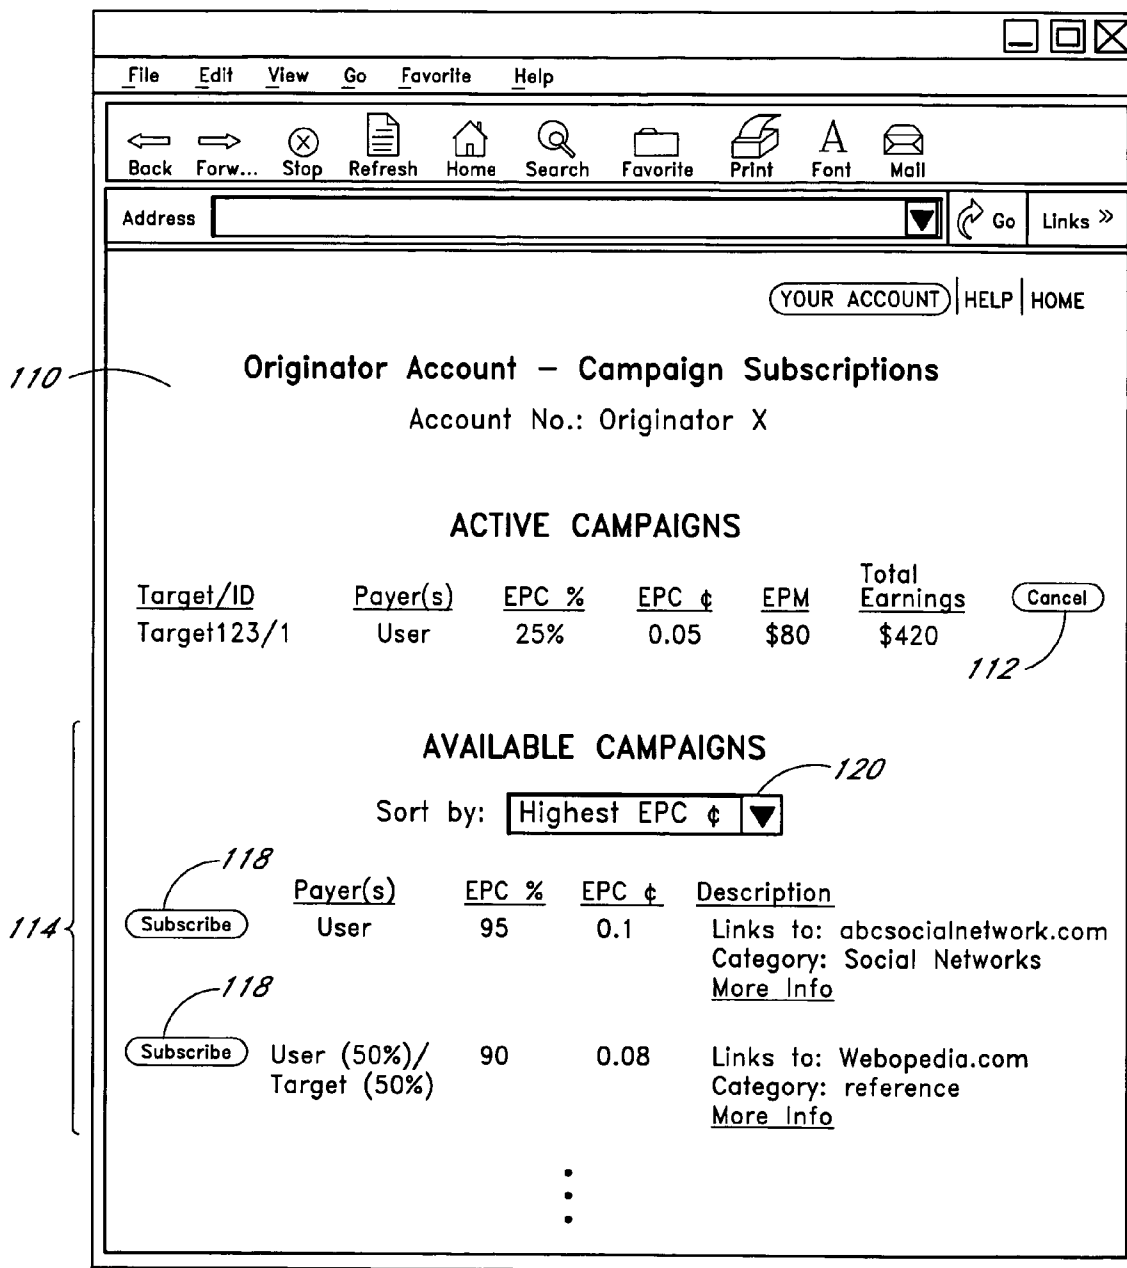 File Edit View Go Favorite Help
Back Forw... Stop Refresh Home Search Favorite Print Font Mail
Address Go Links »
YOUR ACCOUNT HELP HOME
110
Originator Account – Campaign Subscriptions
Account No.: Originator X
ACTIVE CAMPAIGNS
Target/ID Payer(s) EPC % EPC ¢ EPM Total Earnings Cancel
Target123/1 User 25% 0.05 $80 $420
112
AVAILABLE CAMPAIGNS
120
Sort by: Highest EPC ¢
118
Payer(s) EPC % EPC ¢ Description
114
Subscribe User 95 0.1 Links to: abcsocialnetwork.com
Category: Social Networks
More Info
118
Subscribe User (50%)/ 90 0.08 Links to: Webopedia.com
Target (50%) Category: reference
More Info